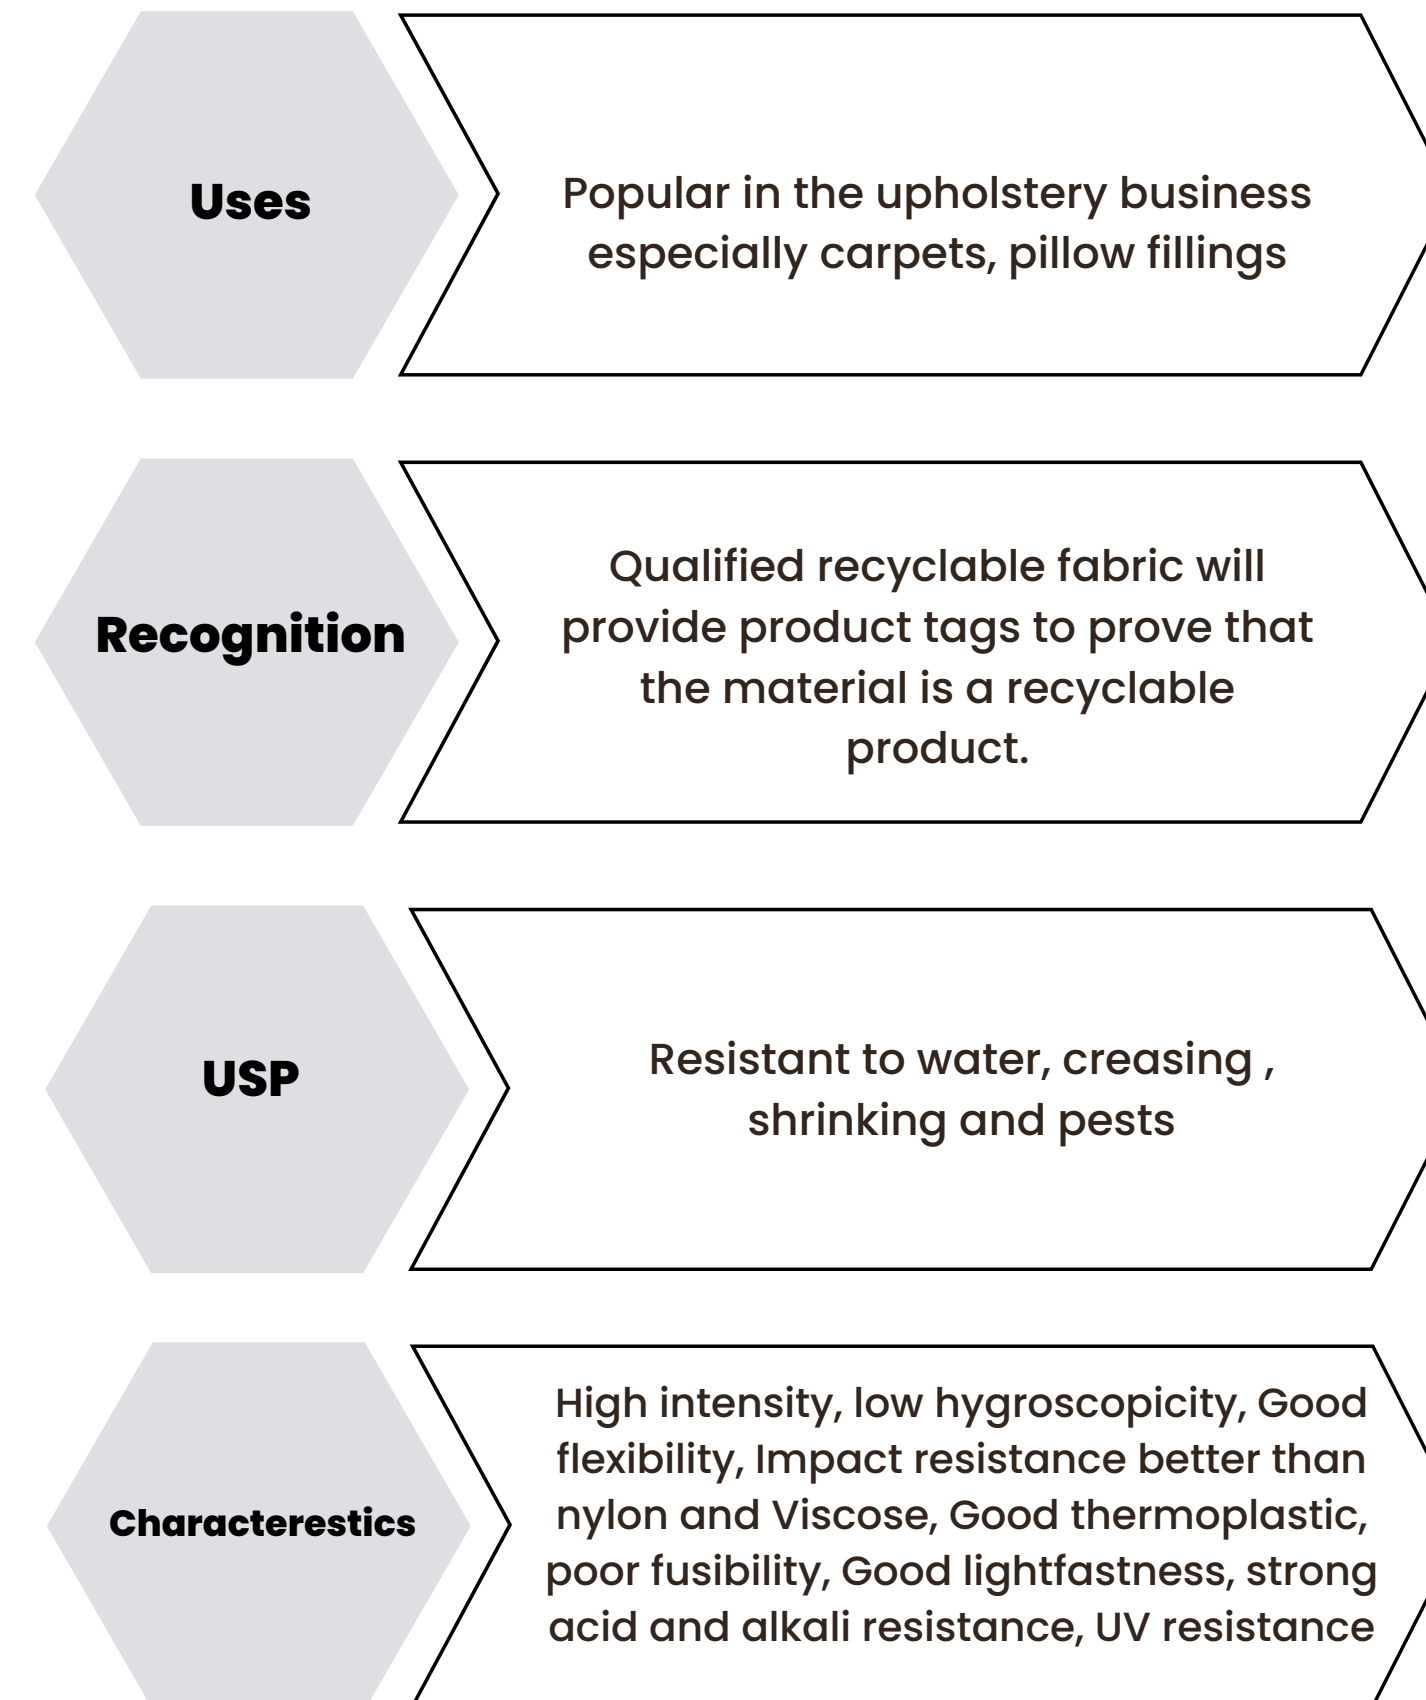 Uses
Popular in the upholstery business
especially carpets, pillow fillings
Recognition
Qualified recyclable fabric will
provide product tags to prove that
the material is a recyclable
product.
USP
Resistant to water, creasing ,
shrinking and pests
Characterestics
High intensity, low hygroscopicity, Good
flexibility, Impact resistance better than
nylon and Viscose, Good thermoplastic,
poor fusibility, Good lightfastness, strong
acid and alkali resistance, UV resistance